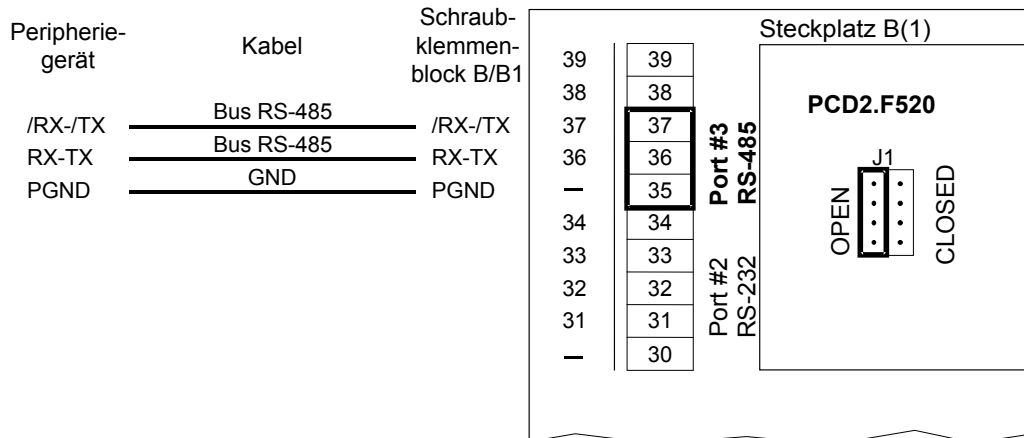 Peripherie-
gerät
Kabel
Schraub-
klemmen-
block B/B1
/RX-/TX
Bus RS-485
/RX-/TX
RX-TX
Bus RS-485
RX-TX
PGND
GND
PGND
Steckplatz B(1)
39 39
38 38
37 37
36 36
– 35
34 34
33 33
32 32
31 31
– 30
Port #3
RS-485
Port #2
RS-232
PCD2.F520
J1
OPEN
CLOSED